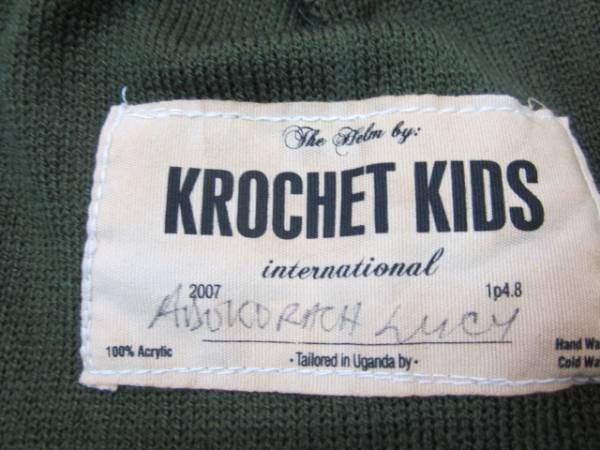 The Helm by:
KROCHET KIDS
international
2007 1p4.8
Lucy
100% Acrylic
· Tailored in Uganda by ·
Hand Wa
Cold Wa